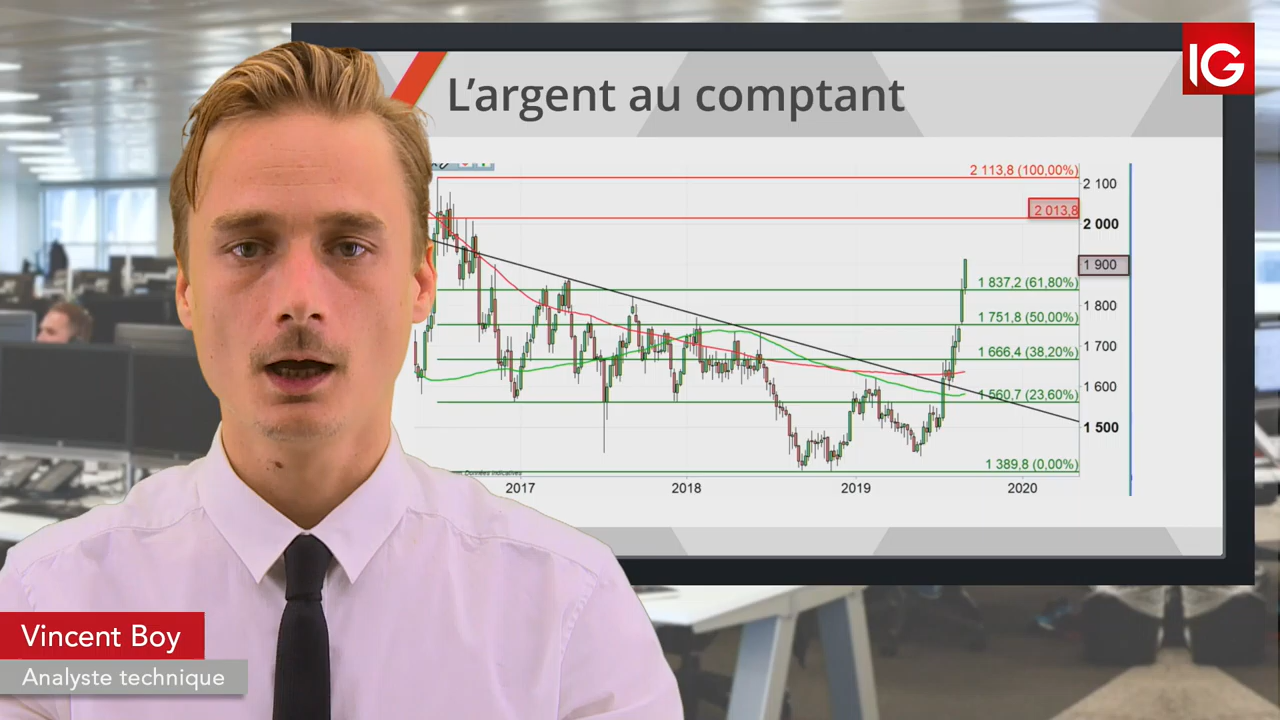 IG
L’argent au comptant
2 113,8 (100,00%)
2 100
2 013,8
2 000
1 900
1 837,2 (61,80%)
1 800
1 751,8 (50,00%)
1 700
1 666,4 (38,20%)
1 600
1 560,7 (23,60%)
1 500
1 389,8 (0,00%)
Données indicatives
2017
2018
2019
2020
Vincent Boy
Analyste technique